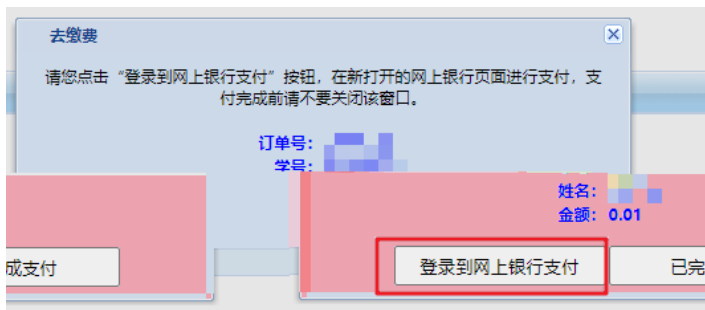 去缴费
请您点击“登录到网上银行支付”按钮，在新打开的网上银行页面进行支付，支
付完成前请不要关闭该窗口。
订单号：
学号：
姓名：
金额：0.01
成支付
登录到网上银行支付
已完